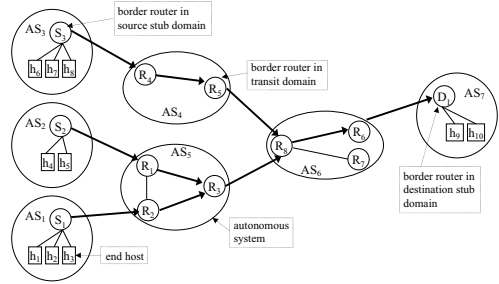 border router in
source stub domain
AS3
S3
h6 h7 h8
R4
R5
AS4
border router in
transit domain
AS2
S2
h4 h5
AS5
R1
R2
R3
R8
R6
R7
AS6
D1
AS7
h9 h10
border router in
destination stub
domain
autonomous
system
AS1
S1
h1 h2 h3
end host